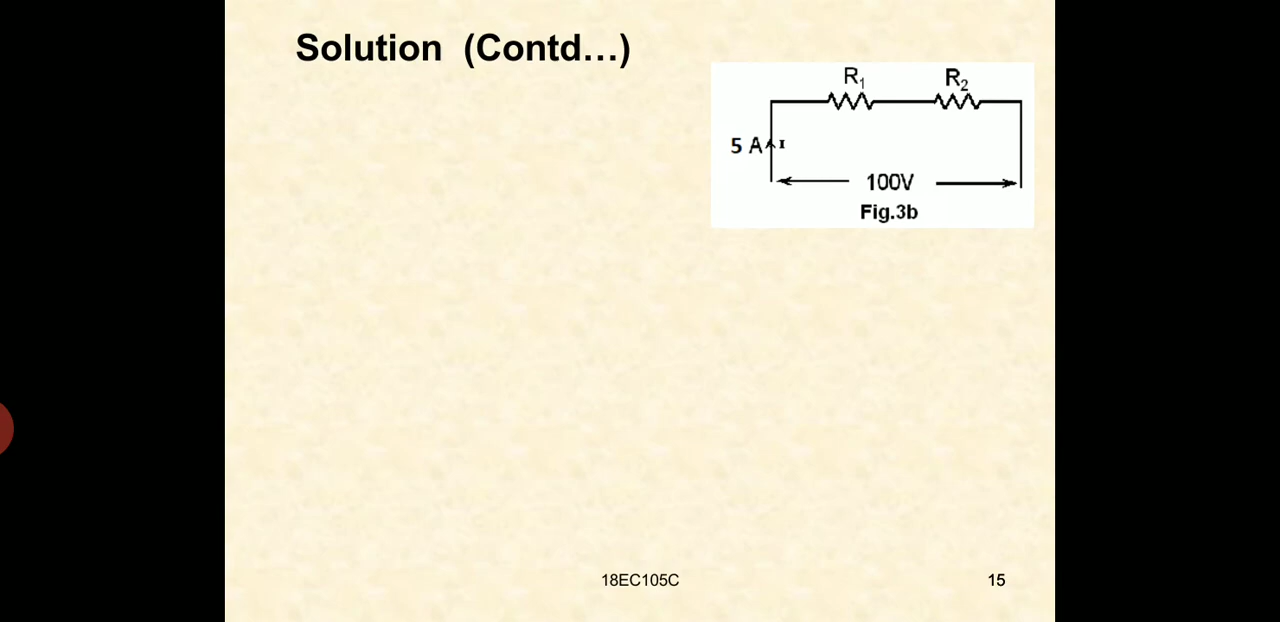 Solution (Contd...)
R1 R2
5 A I
100V
Fig.3b
18EC105C 15